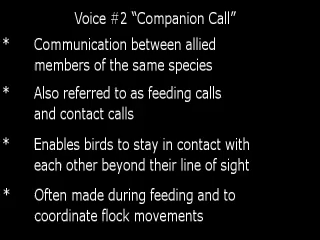 Voice #2 “Companion Call”
* Communication between allied
members of the same species
* Also referred to as feeding calls
and contact calls
* Enables birds to stay in contact with
each other beyond their line of sight
* Often made during feeding and to
coordinate flock movements